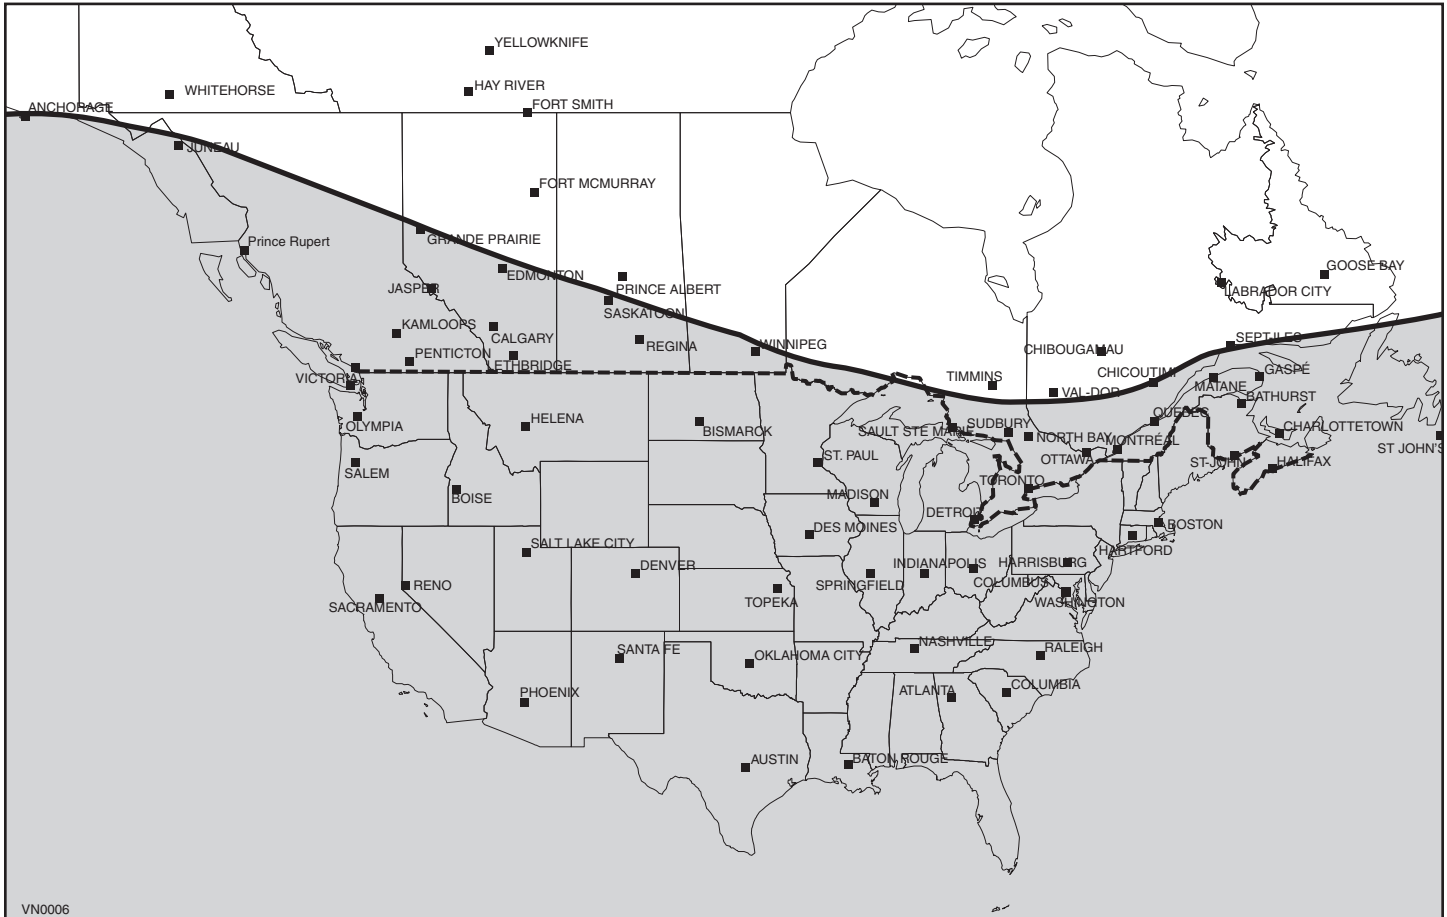 YELLOWKNIFE
HAY RIVER
WHITEHORSE
FORT SMITH
ANCHORAGE
JUNEAU
FORT MCMURRAY
Prince Rupert
GRANDE PRAIRIE
EDMONTON
JASPER
PRINCE ALBERT
SASKATOON
GOOSE BAY
LABRADOR CITY
KAMLOOPS
CALGARY
REGINA
WINNIPEG
SEPT-ILES
CHIBOUGAMAU
PENTICTON
ETHBRIDGE
VICTORIA
TIMMINS
VAL-DOR
CHICOUTIMI
MATANE
GASPÉ
BATHURST
HELENA
OLYMPIA
BISMARCK
SAULT STE MARIE
SUDBURY
NORTH BAY
QUEBEC
MONTRÉAL
OTTAWA
CHARLOTTETOWN
ST JOHN'S
ST-JOHN
HALIFAX
SALEM
BOISE
ST. PAUL
MADISON
TORONTO
DETROIT
DES MOINES
BOSTON
HARTFORD
SALT LAKE CITY
DENVER
INDIANAPOLIS
HARRISBURG
COLUMBUS
SPRINGFIELD
RENO
SACRAMENTO
TOPEKA
WASHINGTON
SANTA FE
OKLAHOMA CITY
NASHVILLE
RALEIGH
PHOENIX
ATLANTA
COLUMBIA
AUSTIN
BATON ROUGE
VN0006